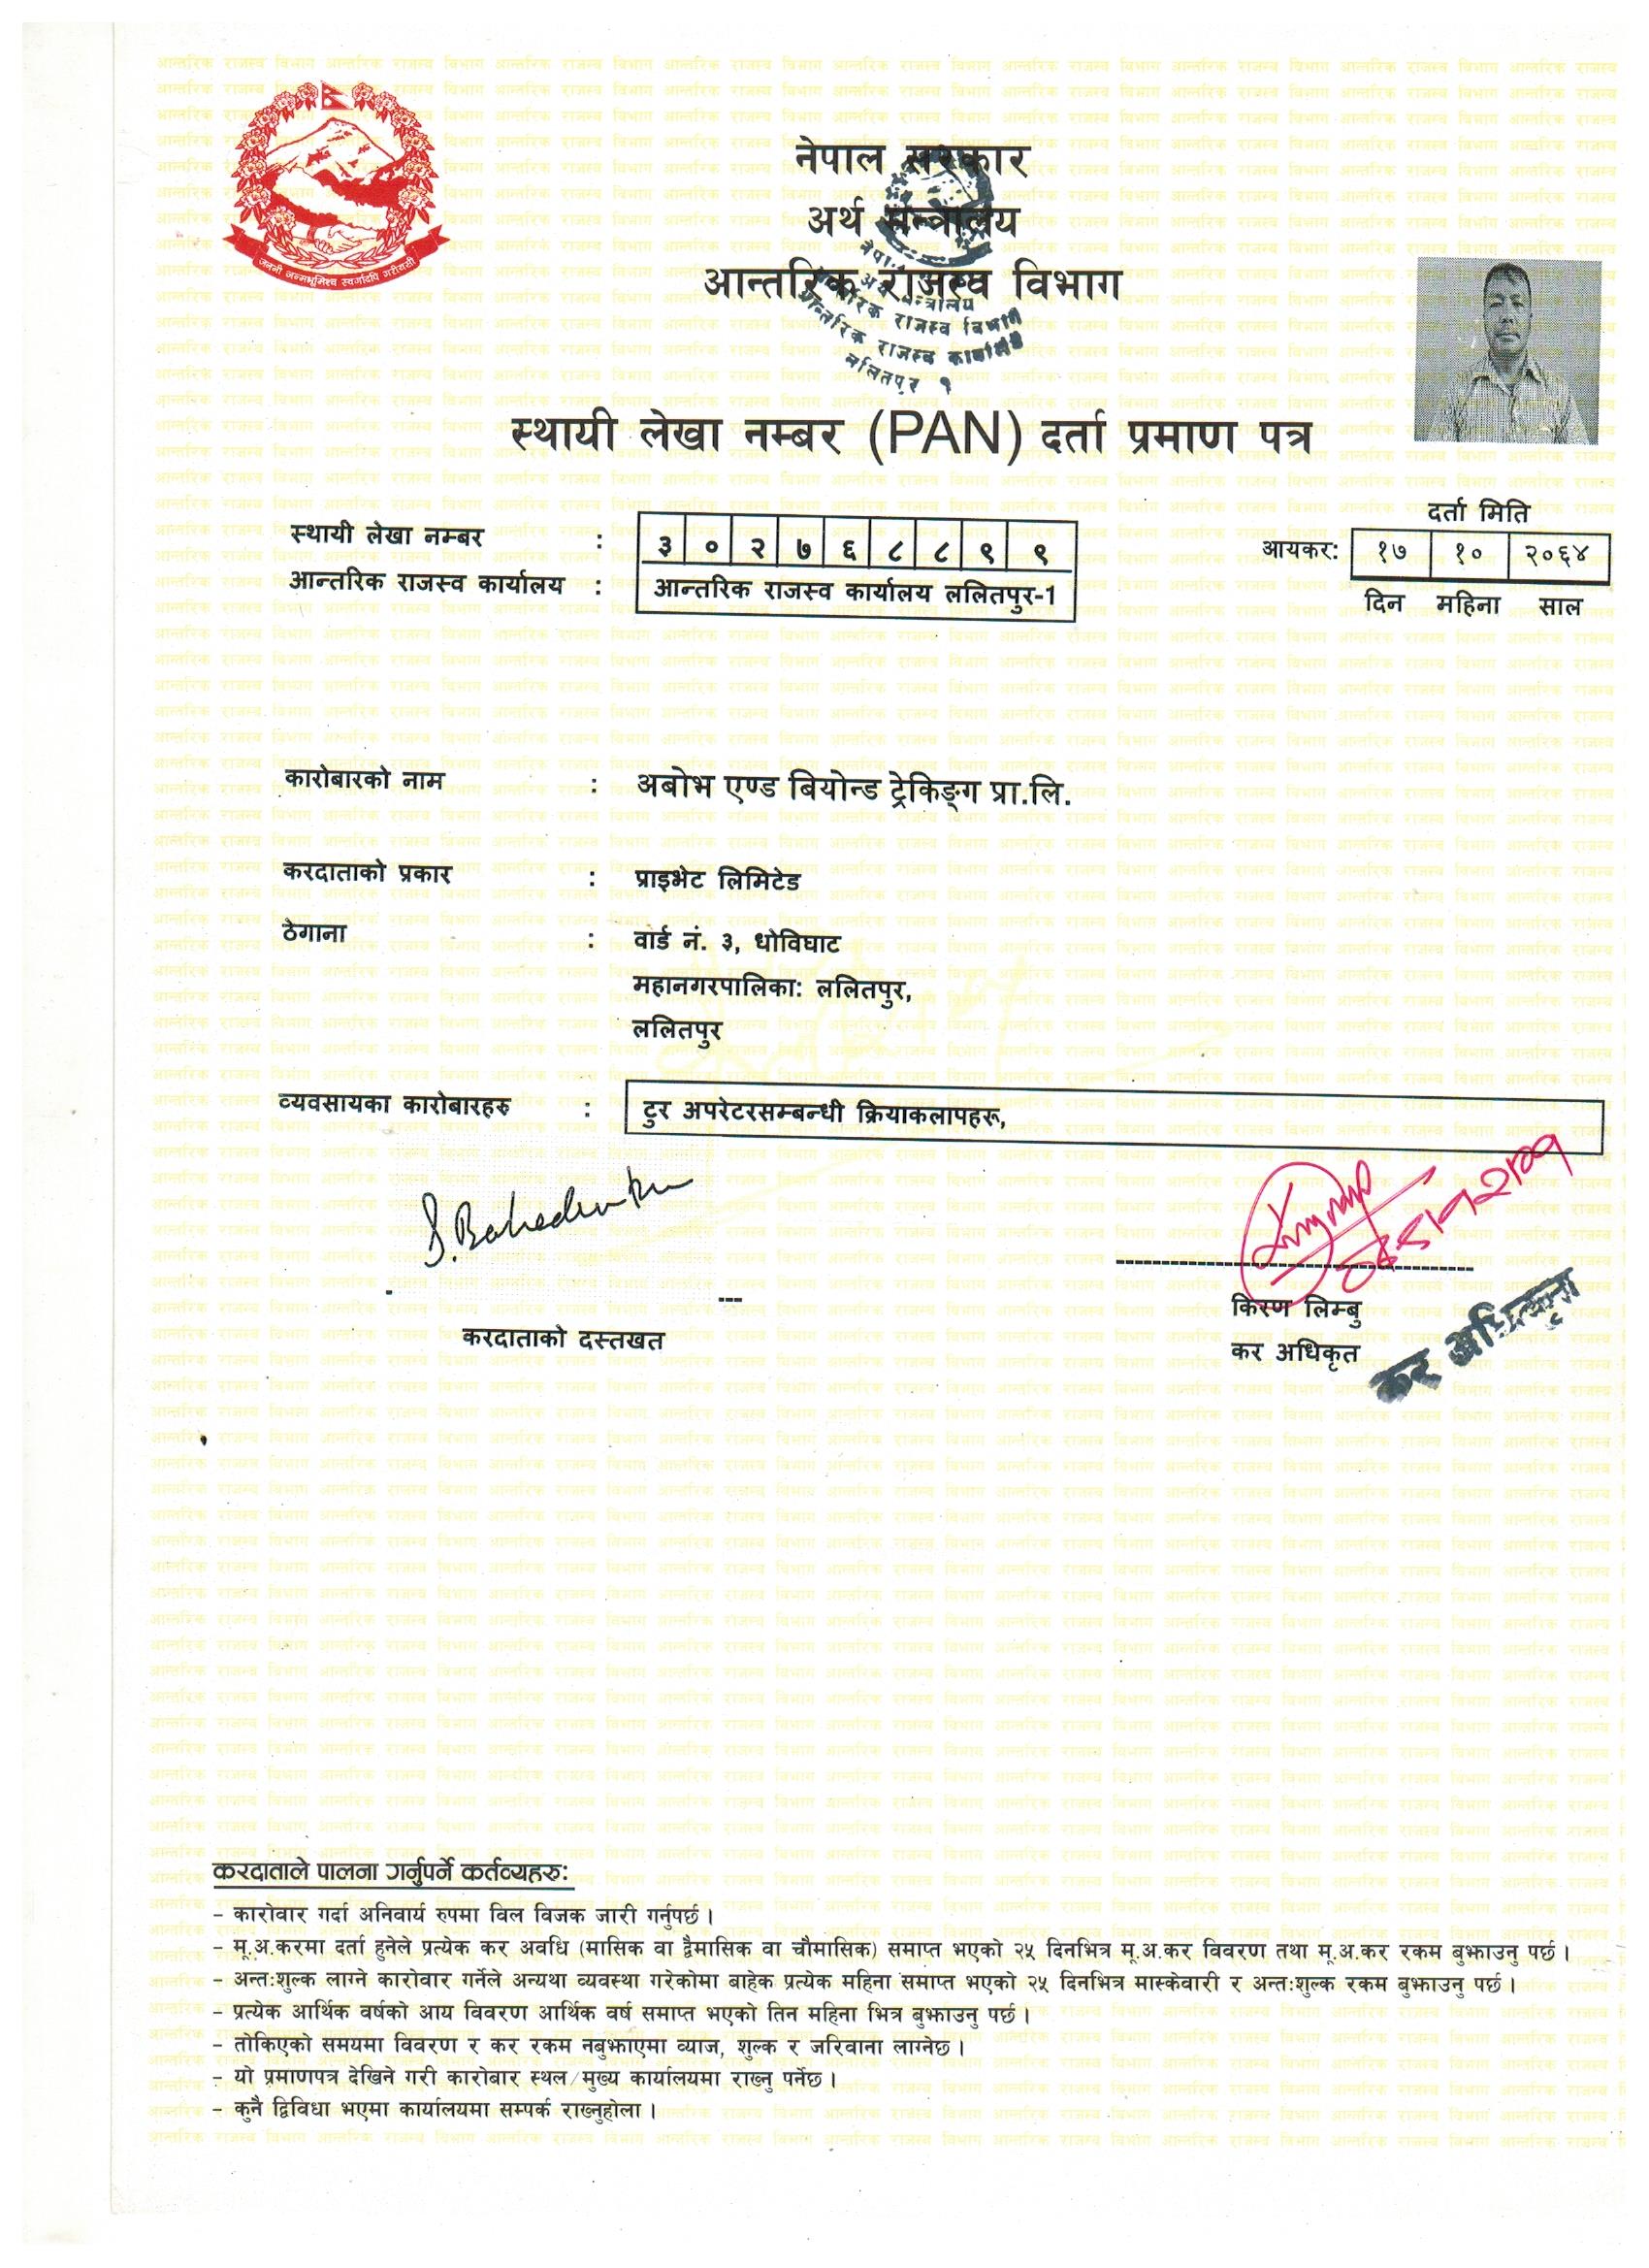 जननी जन्मभूमिश्च स्वर्गादपि गरीयसी
नेपाल सरकार
अर्थ मन्त्रालय
आन्तरिक राजस्व विभाग
आन्तरिक राजस्व विभाग
आन्तरिक राजस्व कार्यालय
ललितपुर १
स्थायी लेखा नम्बर (PAN) दर्ता प्रमाण पत्र
दर्ता मिति
स्थायी लेखा नम्बर : ३ ० २ ७ ६ ८ ८ ९ ९
आयकर: १७ १० २०६४
दिन महिना साल
आन्तरिक राजस्व कार्यालय : आन्तरिक राजस्व कार्यालय ललितपुर-1
कारोबारको नाम : अबोभ एण्ड बियोन्ड ट्रेकिङ्ग प्रा.लि.
करदाताको प्रकार : प्राइभेट लिमिटेड
ठेगाना : वार्ड नं. ३, धोविघाट
महानगरपालिका: ललितपुर,
ललितपुर
व्यवसायका कारोबारहरु : टुर अपरेटरसम्बन्धी क्रियाकलापहरू,
करदाताको दस्तखत
किरण लिम्बु
कर अधिकृत
कर अधिकृत
करदाताले पालना गर्नुपर्ने कर्तव्यहरु:
– कारोवार गर्दा अनिवार्य रुपमा विल विजक जारी गर्नुपर्छ ।
– मू.अ.करमा दर्ता हुनेले प्रत्येक कर अवधि (मासिक वा द्वैमासिक वा चौमासिक) समाप्त भएको २५ दिनभित्र मू.अ.कर विवरण तथा मू.अ.कर रकम बुझाउनु पर्छ ।
– अन्तःशुल्क लाग्ने कारोवार गर्नेले अन्यथा व्यवस्था गरेकोमा बाहेक प्रत्येक महिना समाप्त भएको २५ दिनभित्र मास्केवारी र अन्तःशुल्क रकम बुझाउनु पर्छ ।
– प्रत्येक आर्थिक वर्षको आय विवरण आर्थिक वर्ष समाप्त भएको तिन महिना भित्र बुझाउनु पर्छ ।
– तोकिएको समयमा विवरण र कर रकम नबुझाएमा व्याज, शुल्क र जरिवाना लाग्नेछ ।
– यो प्रमाणपत्र देखिने गरी कारोबार स्थल/मुख्य कार्यालयमा राख्नु पर्नेछ ।
– कुनै द्विविधा भएमा कार्यालयमा सम्पर्क राख्नुहोला ।